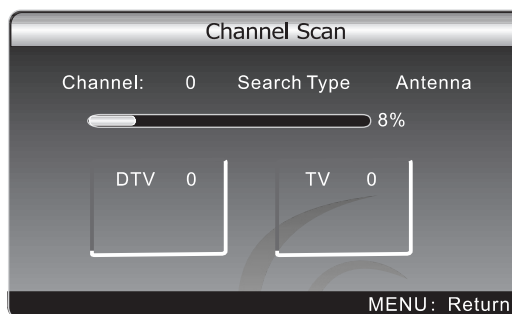 Channel Scan
Channel: 0 Search Type Antenna
8%
DTV 0 TV 0
MENU: Return